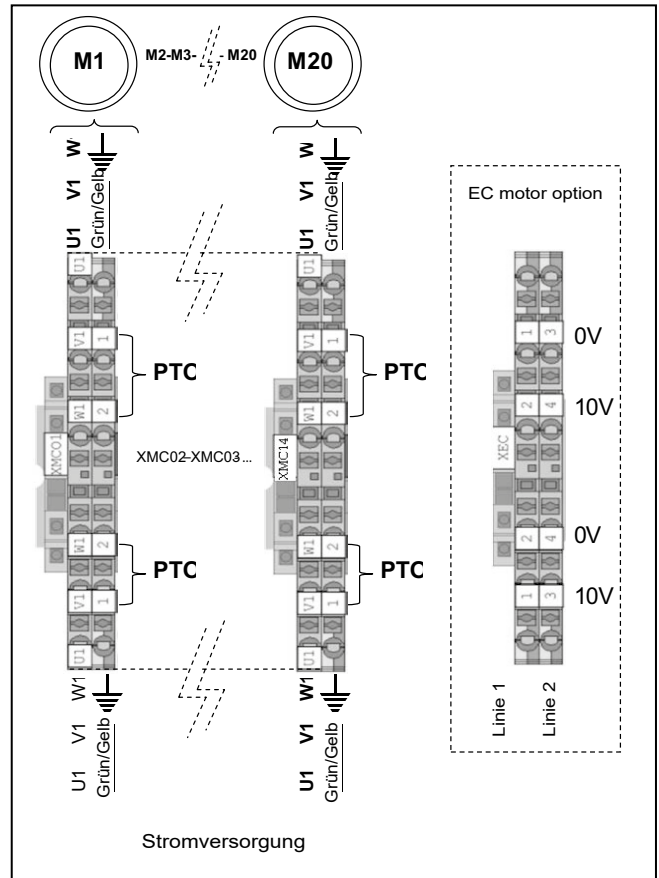 M1
M2-M3-
- M20
M20
W
V1
U1
Grün/Gelb
W
V1
U1
Grün/Gelb
EC motor option
U1
V1 1
PTC
W1 2
XMC01
W1 2
PTC
V1 1
U1
XMC02-XMC03...
U1
V1 1
PTC
W1 2
XMC14
W1 2
PTC
V1 1
U1
1 3 0V
2 4 10V
XEC
2 4 0V
1 3 10V
Linie 1
Linie 2
W1
V1
U1
Grün/Gelb
W1
V1
U1
Grün/Gelb
Stromversorgung